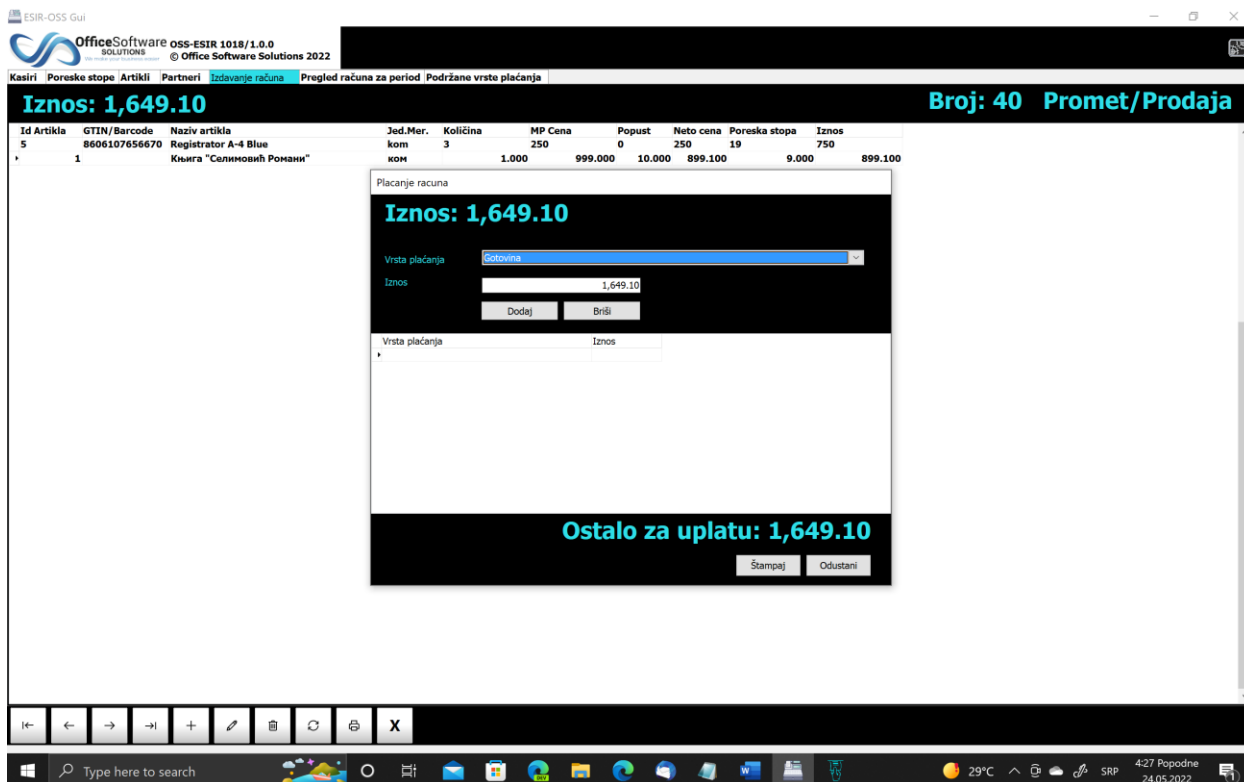 ESIR-OSS Gui
OfficeSoftware
SOLUTIONS
We make your business easier
OSS-ESIR 1018/1.0.0
© Office Software Solutions 2022
Kasiri Poreske stope Artikli Partneri Izdavanje računa Pregled računa za period Podržane vrste plaćanja
Iznos: 1,649.10 Broj: 40 Promet/Prodaja
Id Artikla GTIN/Barcode Naziv artikla Jed.Mer. Količina MP Cena Popust Neto cena Poreska stopa Iznos
5 8606107656670 Registrator A-4 Blue kom 3 250 0 250 19 750
1 Књига "Селимовић Романи" ком 1.000 999.000 10.000 899.100 9.000 899.100
Placanje racuna
Iznos: 1,649.10
Vrsta plaćanja Gotovina
Iznos 1,649.10
Dodaj Briši
Vrsta plaćanja Iznos
Ostalo za uplatu: 1,649.10
Štampaj Odustani
X
Type here to search DEV 29°C SRP 4:27 Popodne
24.05.2022